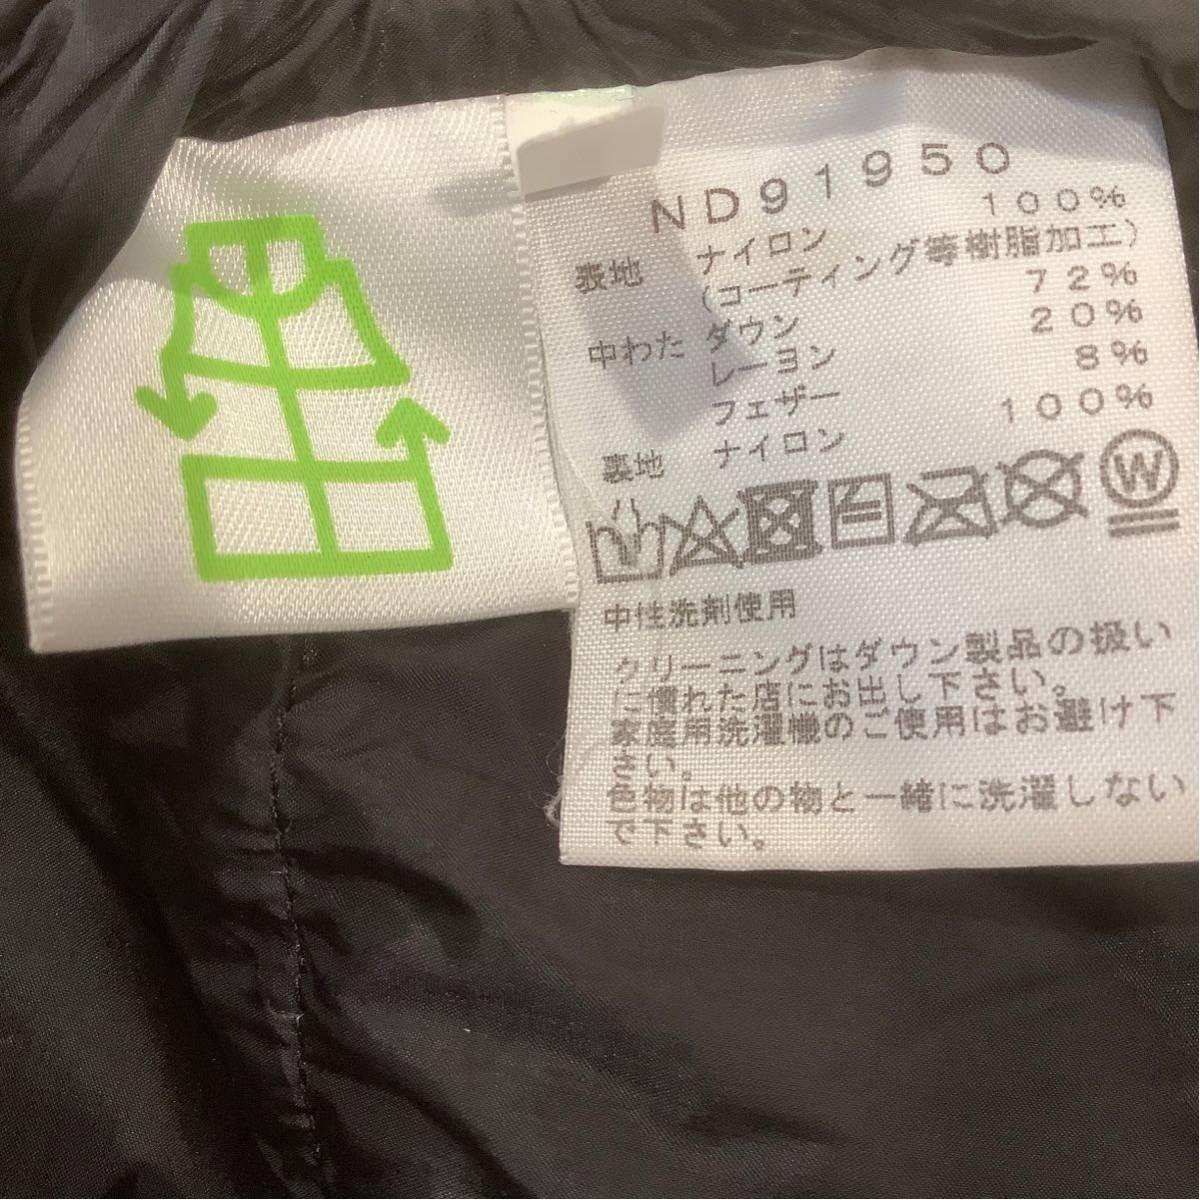 ND91950
表地 ナイロン 100%
(コーティング等樹脂加工)
中わた ダウン 72%
レーヨン 20%
フェザー 8%
裏地 ナイロン 100%
W
中性洗剤使用
クリーニングはダウン製品の扱い
に慣れた店にお出し下さい。
家庭用洗濯機のご使用はお避け下
さい。
色物は他の物と一緒に洗濯しない
で下さい。